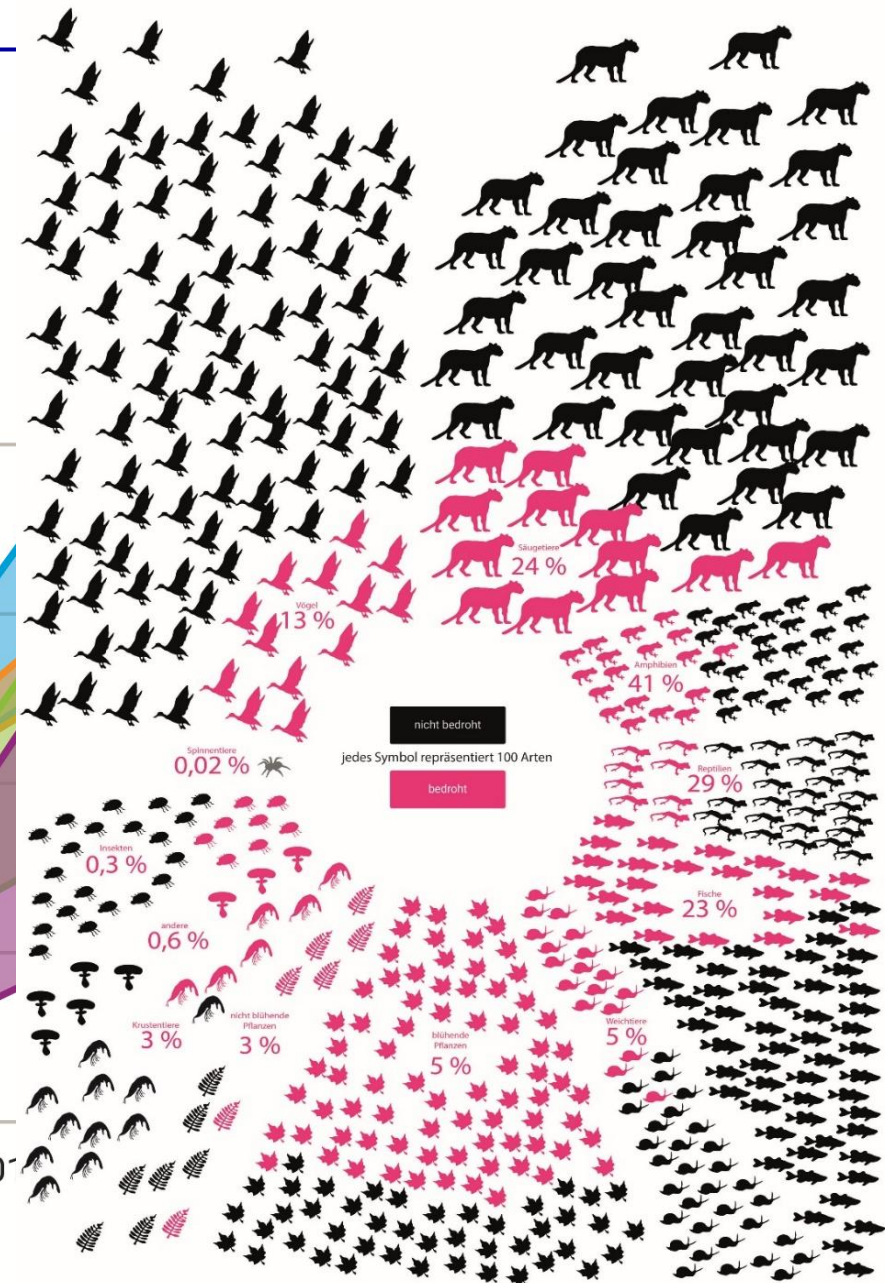 Säugetiere
24 %
Vögel
13 %
Amphibien
41 %
nicht bedroht
jedes Symbol repräsentiert 100 Arten
bedroht
Spinnentiere
0,02 %
Reptilien
29 %
Insekten
0,3 %
Fische
23 %
andere
0,6 %
Krustentiere
3 %
nicht blühende
Pflanzen
3 %
blühende
Pflanzen
5 %
Weichtiere
5 %